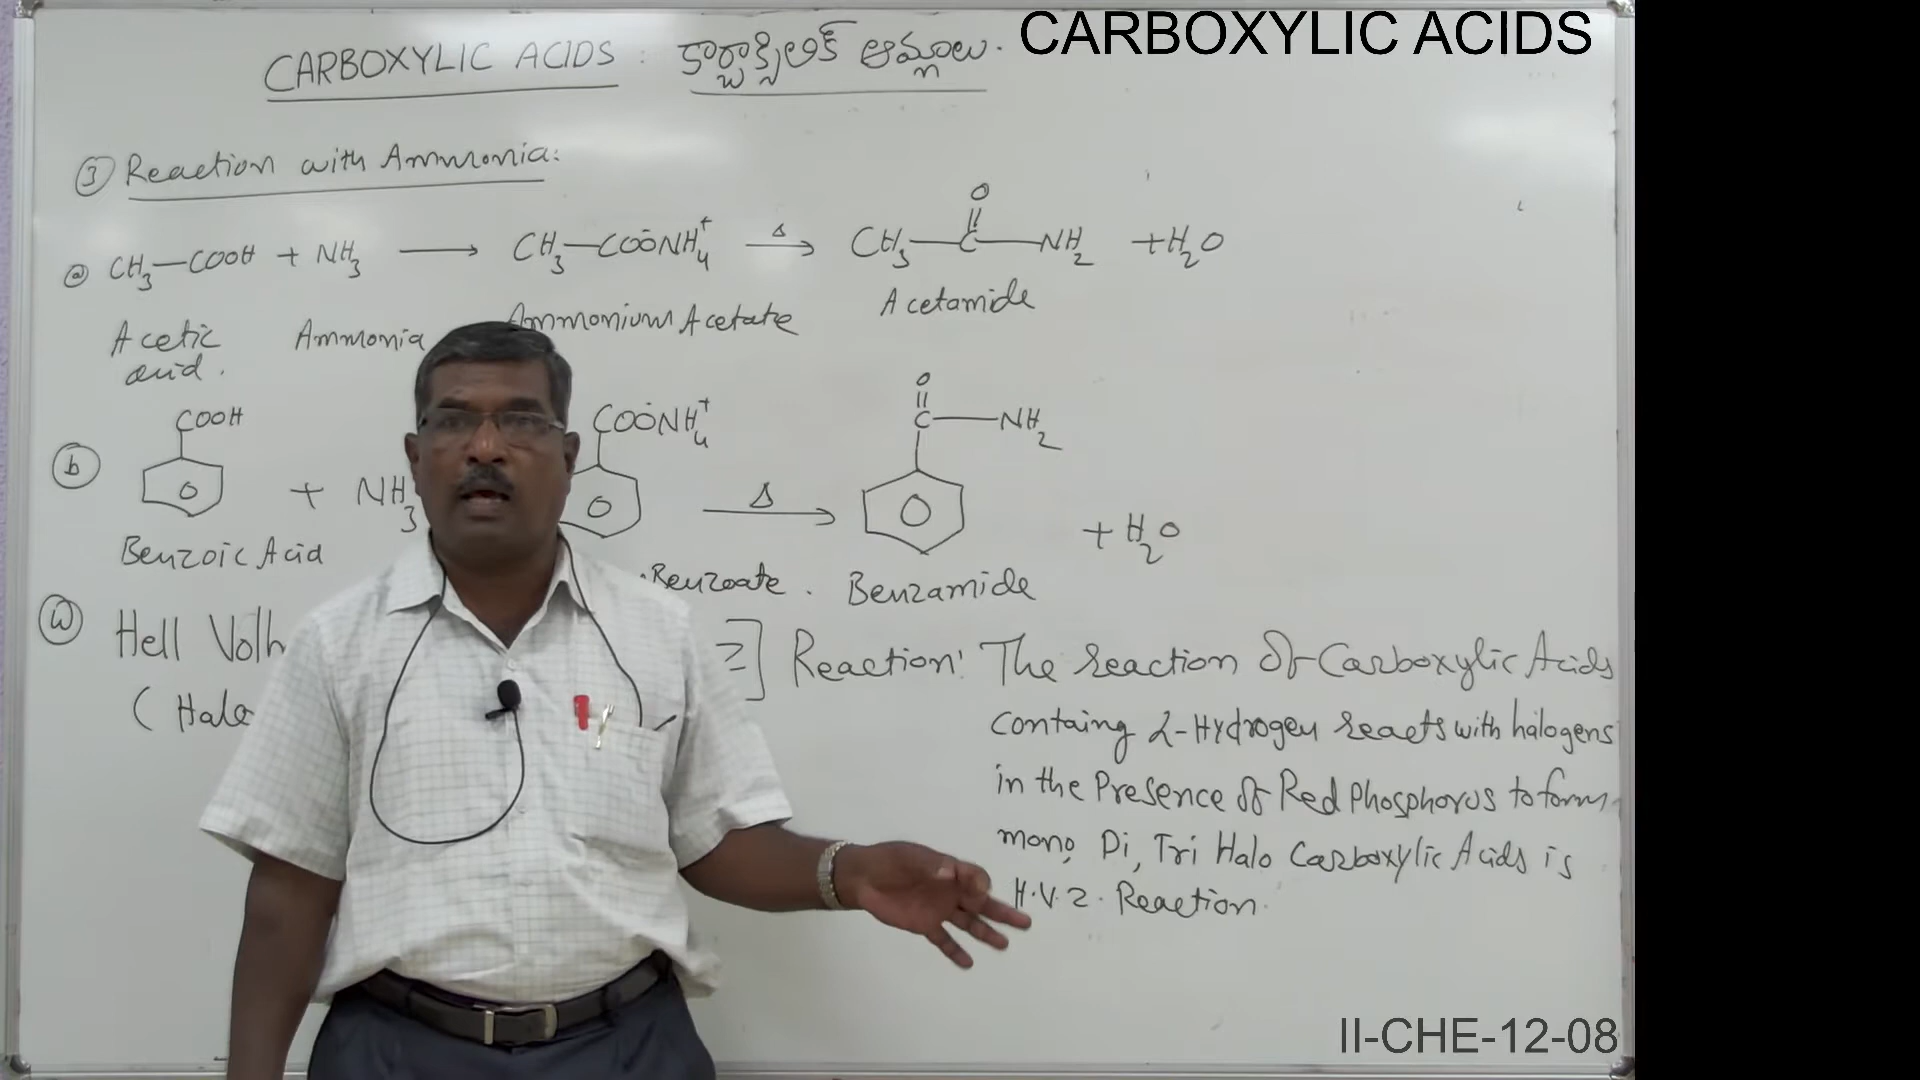 CARBOXYLIC ACIDS : కార్బాక్సిలిక్ ఆమ్లాలు.
CARBOXYLIC ACIDS
③ Reaction with Ammonia:
ⓐ CH₃—COOH + NH₃ ⟶ CH₃—COO⁻NH₄⁺ —Δ→ CH₃—C(=O)—NH₂ + H₂O
Acetic acid. Ammonia Ammonium Acetate Acetamide
ⓑ COOH + NH₃ COO⁻NH₄⁺ —Δ→ O=C—NH₂ + H₂O
Benzoic Acid Benzoate. Benzamide
Hell Volh Z] Reaction: The reaction of Carboxylic Acids
(Halo containg α-Hydrogen reacts with halogens
in the Presence of Red Phosphorus to form
mono, Di, Tri Halo Carboxylic Acids is
H.V.Z. Reaction.
II-CHE-12-08